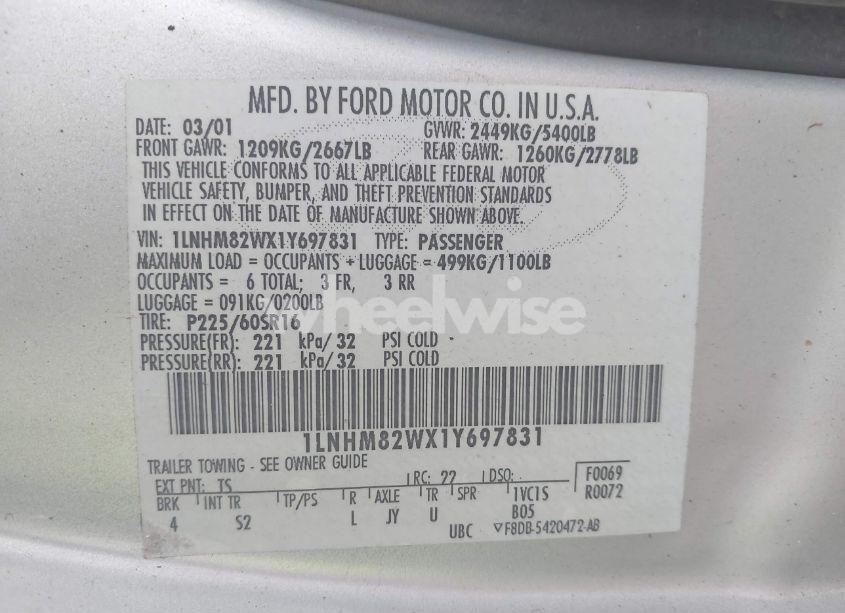 MFD. BY FORD MOTOR CO. IN U.S.A.
DATE: 03/01 GVWR: 2449KG/5400LB
FRONT GAWR: 1209KG/2667LB REAR GAWR: 1260KG/2778LB
THIS VEHICLE CONFORMS TO ALL APPLICABLE FEDERAL MOTOR
VEHICLE SAFETY, BUMPER, AND THEFT PREVENTION STANDARDS
IN EFFECT ON THE DATE OF MANUFACTURE SHOWN ABOVE.
VIN: 1LNHM82WX1Y697831 TYPE: PASSENGER
MAXIMUM LOAD = OCCUPANTS + LUGGAGE = 499KG/1100LB
OCCUPANTS = 6 TOTAL; 3 FR, 3 RR
LUGGAGE = 091KG/0200LB
wheelwise
TIRE: P225/60SR16
PRESSURE(FR): 221 kPa/32 PSI COLD
PRESSURE(RR): 221 kPa/32 PSI COLD
1LNHM82WX1Y697831
TRAILER TOWING - SEE OWNER GUIDE
EXT PNT: TS RC: 22 DSO: F0069
BRK INT TR TP/PS R AXLE TR SPR 1VC1S R0072
4 S2 L JY U B05
UBC F8DB-5420472-AB